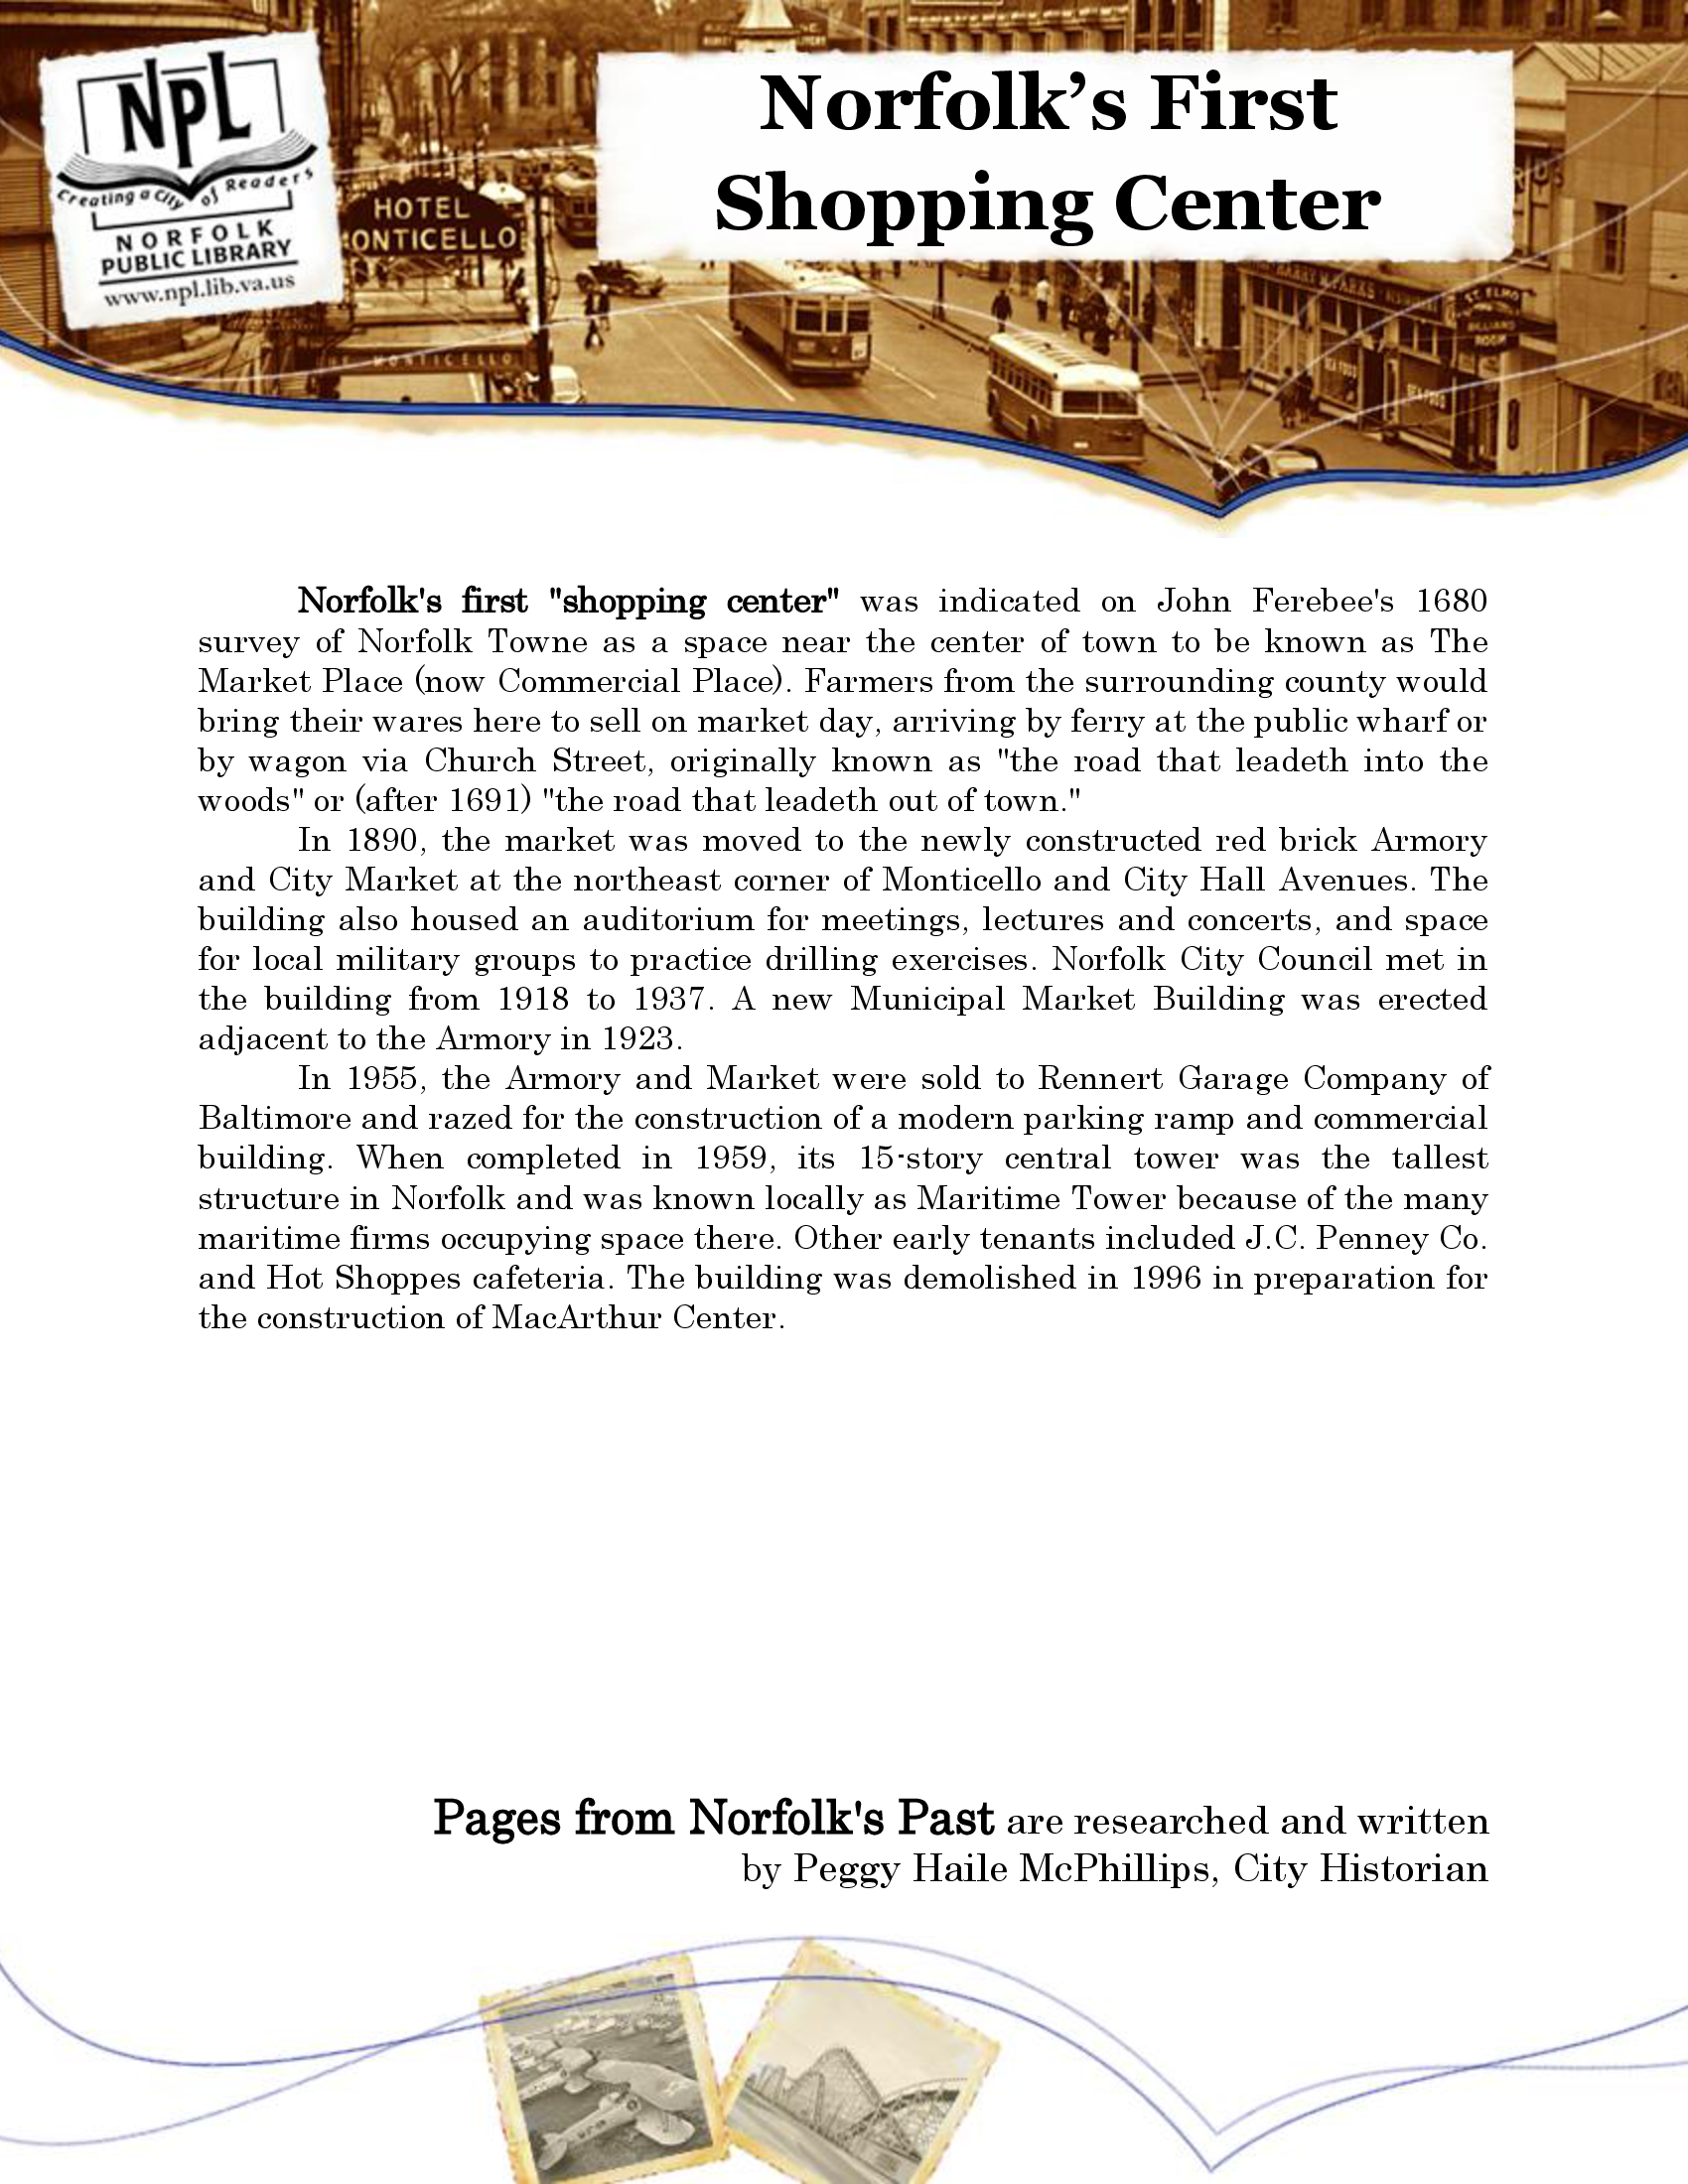 NPL
Creating a City of Readers
NORFOLK
PUBLIC LIBRARY
www.npl.lib.va.us
Norfolk’s First
Shopping Center
HOTEL
ONTICELLO
MONTICELLO
HARRY M PARKS
ST. ELMO
BILLIARD
ROOM
SEA FOOD
SEA FOOD
Norfolk's first "shopping center" was indicated on John Ferebee's 1680
survey of Norfolk Towne as a space near the center of town to be known as The
Market Place (now Commercial Place). Farmers from the surrounding county would
bring their wares here to sell on market day, arriving by ferry at the public wharf or
by wagon via Church Street, originally known as "the road that leadeth into the
woods" or (after 1691) "the road that leadeth out of town."
In 1890, the market was moved to the newly constructed red brick Armory
and City Market at the northeast corner of Monticello and City Hall Avenues. The
building also housed an auditorium for meetings, lectures and concerts, and space
for local military groups to practice drilling exercises. Norfolk City Council met in
the building from 1918 to 1937. A new Municipal Market Building was erected
adjacent to the Armory in 1923.
In 1955, the Armory and Market were sold to Rennert Garage Company of
Baltimore and razed for the construction of a modern parking ramp and commercial
building. When completed in 1959, its 15-story central tower was the tallest
structure in Norfolk and was known locally as Maritime Tower because of the many
maritime firms occupying space there. Other early tenants included J.C. Penney Co.
and Hot Shoppes cafeteria. The building was demolished in 1996 in preparation for
the construction of MacArthur Center.
Pages from Norfolk's Past are researched and written
by Peggy Haile McPhillips, City Historian